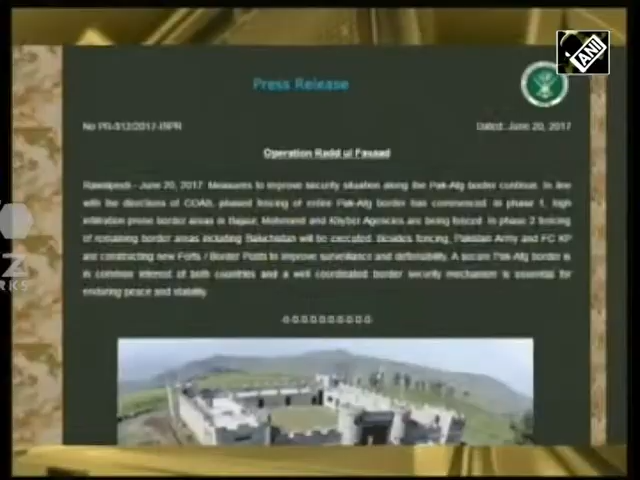 ANI
Press Release
No PR-312/2017-ISPR
Dated: June 20, 2017
Operation Radd ul Fasaad
Rawalpindi - June 20, 2017: Measures to improve security situation along the Pak-Afg border continue. In line
with the directions of COAS, phased fencing of entire Pak-Afg border has commenced. In phase 1, high
infiltration prone border areas in Bajaur, Mohmand and Khyber Agencies are being fenced. In phase 2 fencing
of remaining border areas including Balochistan will be executed. Besides fencing, Pakistan Army and FC KP
are constructing new Forts / Border Posts to improve surveillance and defensibility. A secure Pak-Afg border is
in common interest of both countries and a well coordinated border security mechanism is essential for
enduring peace and stability.
-0-0-0-0-0-0-0-0-0-0-
Z
RKS